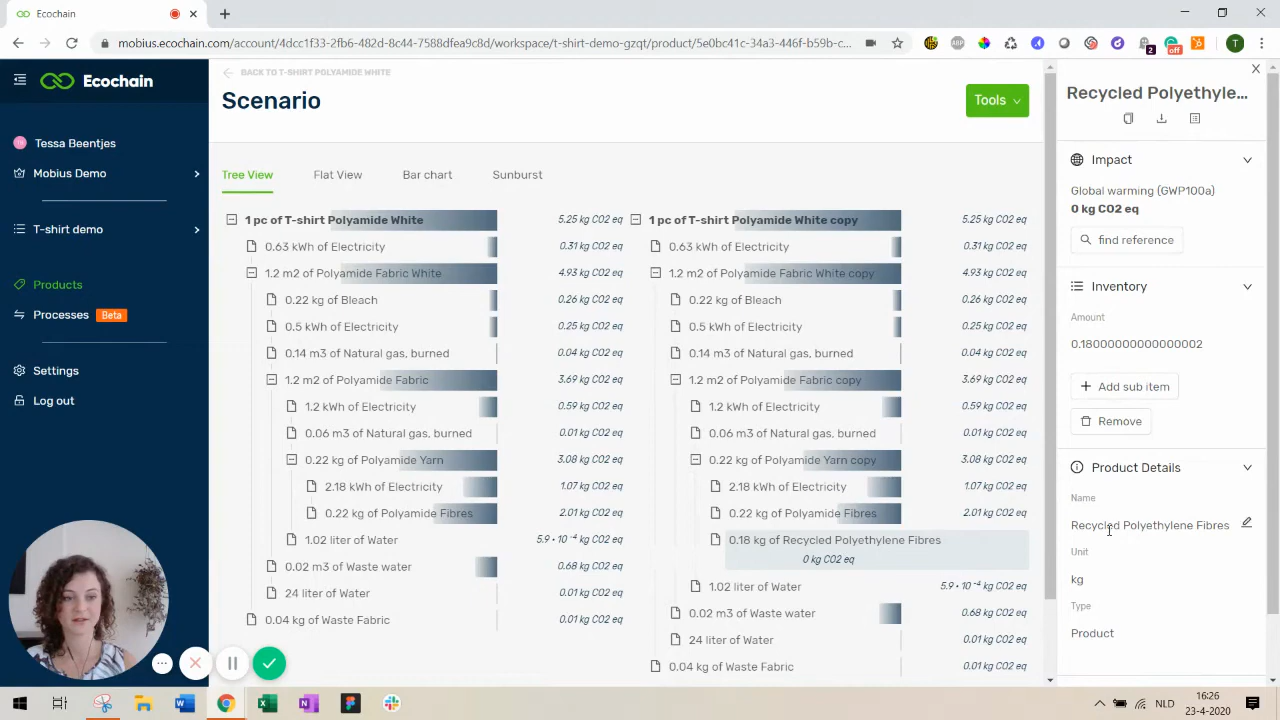 Ecochain
mobius.ecochain.com/account/4dcc1f33-2fb6-482d-8c44-7588dfea9c8d/workspace/t-shirt-demo-gzqt/product/5e0bc41c-34a3-446f-b59b-c...
ABP
2
off
T
Ecochain
Tessa Beentjes
Mobius Demo
T-shirt demo
Products
Processes Beta
Settings
Log out
BACK TO T-SHIRT POLYAMIDE WHITE
Scenario
Tools
Tree View Flat View Bar chart Sunburst
1 pc of T-shirt Polyamide White 5.25 kg CO2 eq
0.63 kWh of Electricity 0.31 kg CO2 eq
1.2 m2 of Polyamide Fabric White 4.93 kg CO2 eq
0.22 kg of Bleach 0.26 kg CO2 eq
0.5 kWh of Electricity 0.25 kg CO2 eq
0.14 m3 of Natural gas, burned 0.04 kg CO2 eq
1.2 m2 of Polyamide Fabric 3.69 kg CO2 eq
1.2 kWh of Electricity 0.59 kg CO2 eq
0.06 m3 of Natural gas, burned 0.01 kg CO2 eq
0.22 kg of Polyamide Yarn 3.08 kg CO2 eq
2.18 kWh of Electricity 1.07 kg CO2 eq
0.22 kg of Polyamide Fibres 2.01 kg CO2 eq
1.02 liter of Water 5.9 • 10 ⁻⁴ kg CO2 eq
0.02 m3 of Waste water 0.68 kg CO2 eq
24 liter of Water 0.01 kg CO2 eq
0.04 kg of Waste Fabric 0.01 kg CO2 eq
1 pc of T-shirt Polyamide White copy 5.25 kg CO2 eq
0.63 kWh of Electricity 0.31 kg CO2 eq
1.2 m2 of Polyamide Fabric White copy 4.93 kg CO2 eq
0.22 kg of Bleach 0.26 kg CO2 eq
0.5 kWh of Electricity 0.25 kg CO2 eq
0.14 m3 of Natural gas, burned 0.04 kg CO2 eq
1.2 m2 of Polyamide Fabric copy 3.69 kg CO2 eq
1.2 kWh of Electricity 0.59 kg CO2 eq
0.06 m3 of Natural gas, burned 0.01 kg CO2 eq
0.22 kg of Polyamide Yarn copy 3.08 kg CO2 eq
2.18 kWh of Electricity 1.07 kg CO2 eq
0.22 kg of Polyamide Fibres 2.01 kg CO2 eq
0.18 kg of Recycled Polyethylene Fibres
0 kg CO2 eq
1.02 liter of Water 5.9 • 10 ⁻⁴ kg CO2 eq
0.02 m3 of Waste water 0.68 kg CO2 eq
24 liter of Water 0.01 kg CO2 eq
0.04 kg of Waste Fabric 0.01 kg CO2 eq
Recycled Polyethyle...
Impact
Global warming (GWP100a)
0 kg CO2 eq
find reference
Inventory
Amount
0.18000000000000002
Add sub item
Remove
Product Details
Name
Recycled Polyethylene Fibres
Unit
kg
Type
Product
NLD
16:26
23-4-2020